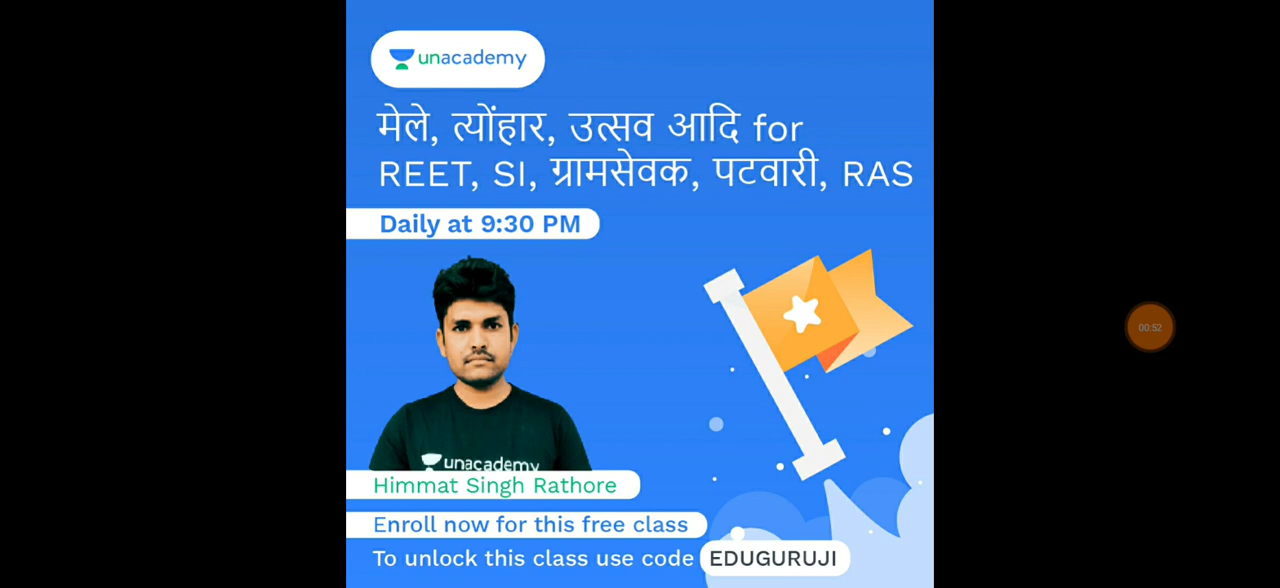 unacademy
मेले, त्योंहार, उत्सव आदि for
REET, SI, ग्रामसेवक, पटवारी, RAS
Daily at 9:30 PM
unacademy
Himmat Singh Rathore
Enroll now for this free class
To unlock this class use code EDUGURUJI
00:52